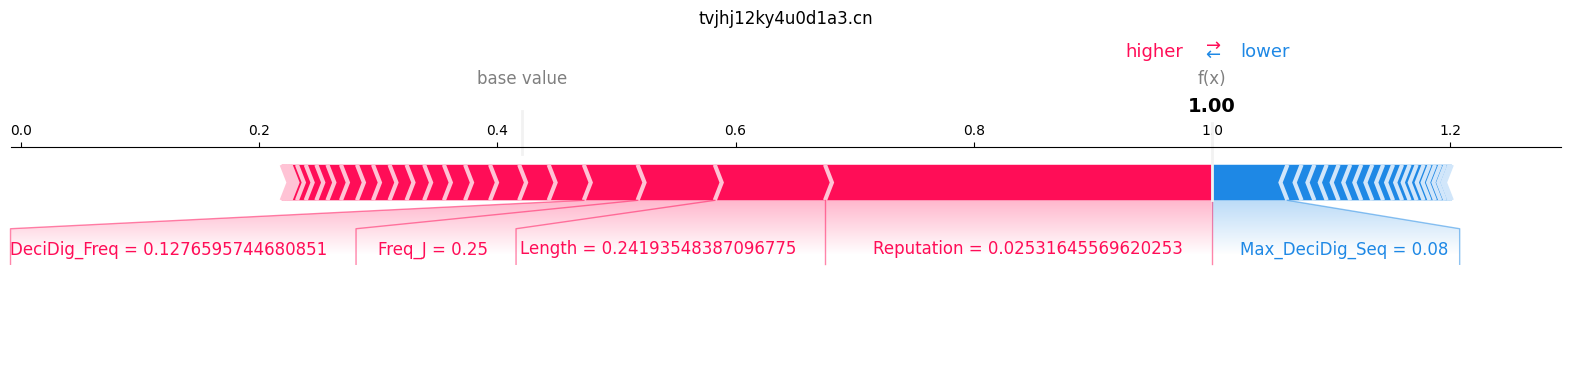 tvjhj12ky4u0d1a3.cn
higher ⇄ lower
base value f(x)
1.00
0.0 0.2 0.4 0.6 0.8 1.0 1.2
DeciDig_Freq = 0.1276595744680851 Freq_J = 0.25 Length = 0.24193548387096775 Reputation = 0.02531645569620253 Max_DeciDig_Seq = 0.08